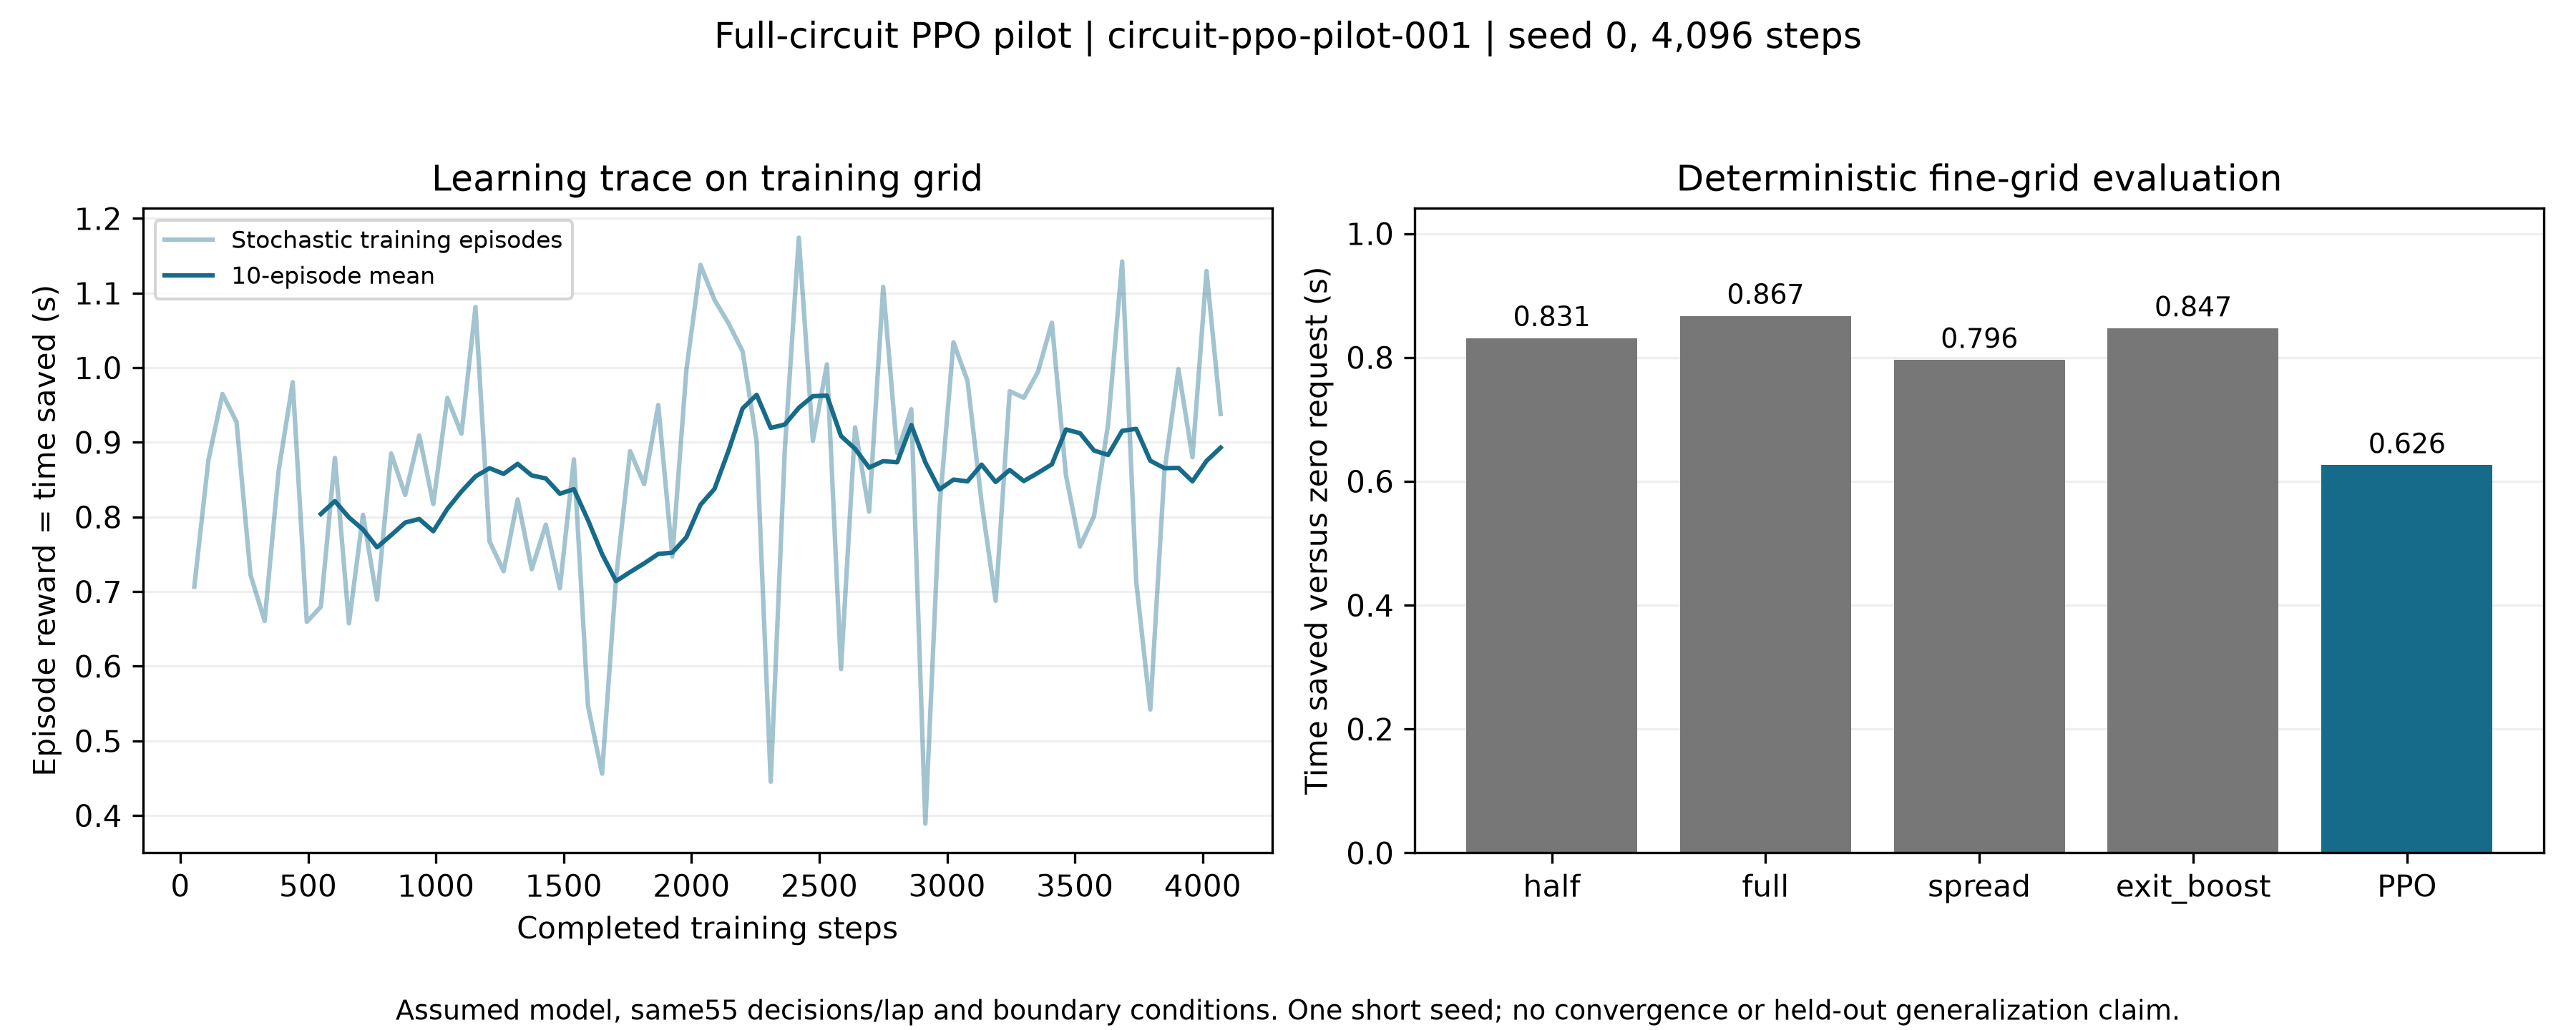 Full-circuit PPO pilot | circuit-ppo-pilot-001 | seed 0, 4,096 steps
Learning trace on training grid
Stochastic training episodes
10-episode mean
Episode reward = time saved (s)
1.2
1.1
1.0
0.9
0.8
0.7
0.6
0.5
0.4
0 500 1000 1500 2000 2500 3000 3500 4000
Completed training steps
Deterministic fine-grid evaluation
Time saved versus zero request (s)
1.0
0.8
0.6
0.4
0.2
0.0
0.831 0.867 0.796 0.847 0.626
half full spread exit_boost PPO
Assumed model, same55 decisions/lap and boundary conditions. One short seed; no convergence or held-out generalization claim.